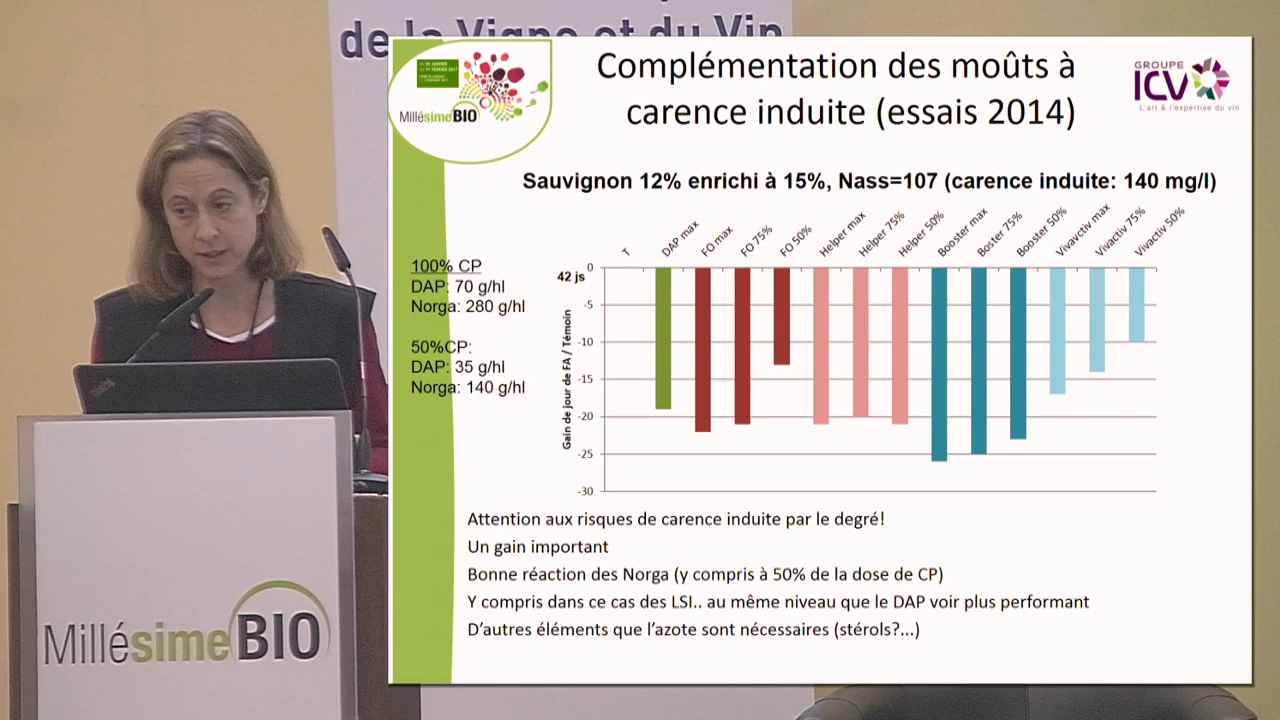 de la Vigne et du Vin
MillésimeBIO
Complémentation des moûts à
carence induite (essais 2014)
GROUPE
ICV
L'art & l'expertise du vin
Sauvignon 12% enrichi à 15%, Nass=107 (carence induite: 140 mg/l)
T
DAP max
FO max
FO 75%
FO 50%
Helper max
Helper 75%
Helper 50%
Booster max
Boster 75%
Booster 50%
Vivavctiv max
Vivactiv 75%
Vivactiv 50%
100% CP
DAP: 70 g/hl
Norga: 280 g/hl
50%CP:
DAP: 35 g/hl
Norga: 140 g/hl
42 js
Gain de jour de FA / Témoin
0
-5
-10
-15
-20
-25
-30
Attention aux risques de carence induite par le degré!
Un gain important
Bonne réaction des Norga (y compris à 50% de la dose de CP)
Y compris dans ce cas des LSI.. au même niveau que le DAP voir plus performant
D'autres éléments que l'azote sont nécessaires (stérols?...)
MillésimeBIO